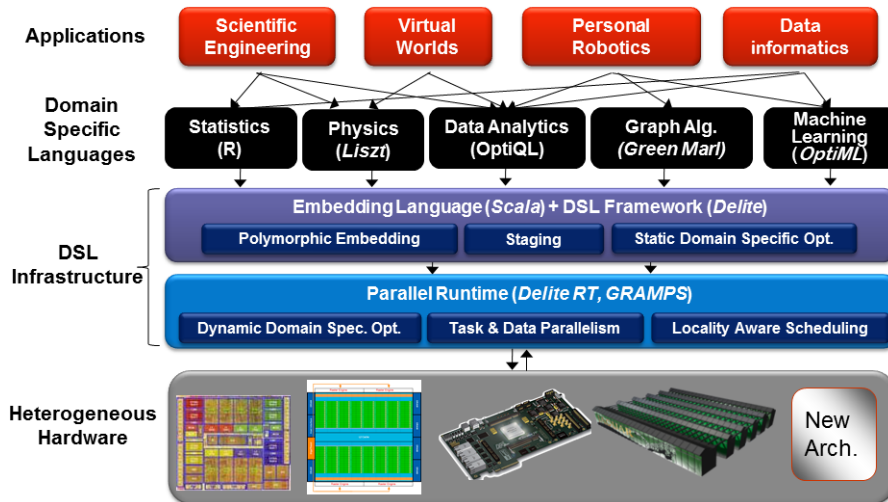 Applications
Scientific
Engineering
Virtual
Worlds
Personal
Robotics
Data
informatics
Domain
Specific
Languages
Statistics
(R)
Physics
(Liszt)
Data Analytics
(OptiQL)
Graph Alg.
(Green Marl)
Machine
Learning
(OptiML)
DSL
Infrastructure
Embedding Language (Scala) + DSL Framework (Delite)
Polymorphic Embedding
Staging
Static Domain Specific Opt.
Parallel Runtime (Delite RT, GRAMPS)
Dynamic Domain Spec. Opt.
Task & Data Parallelism
Locality Aware Scheduling
Heterogeneous
Hardware
New
Arch.